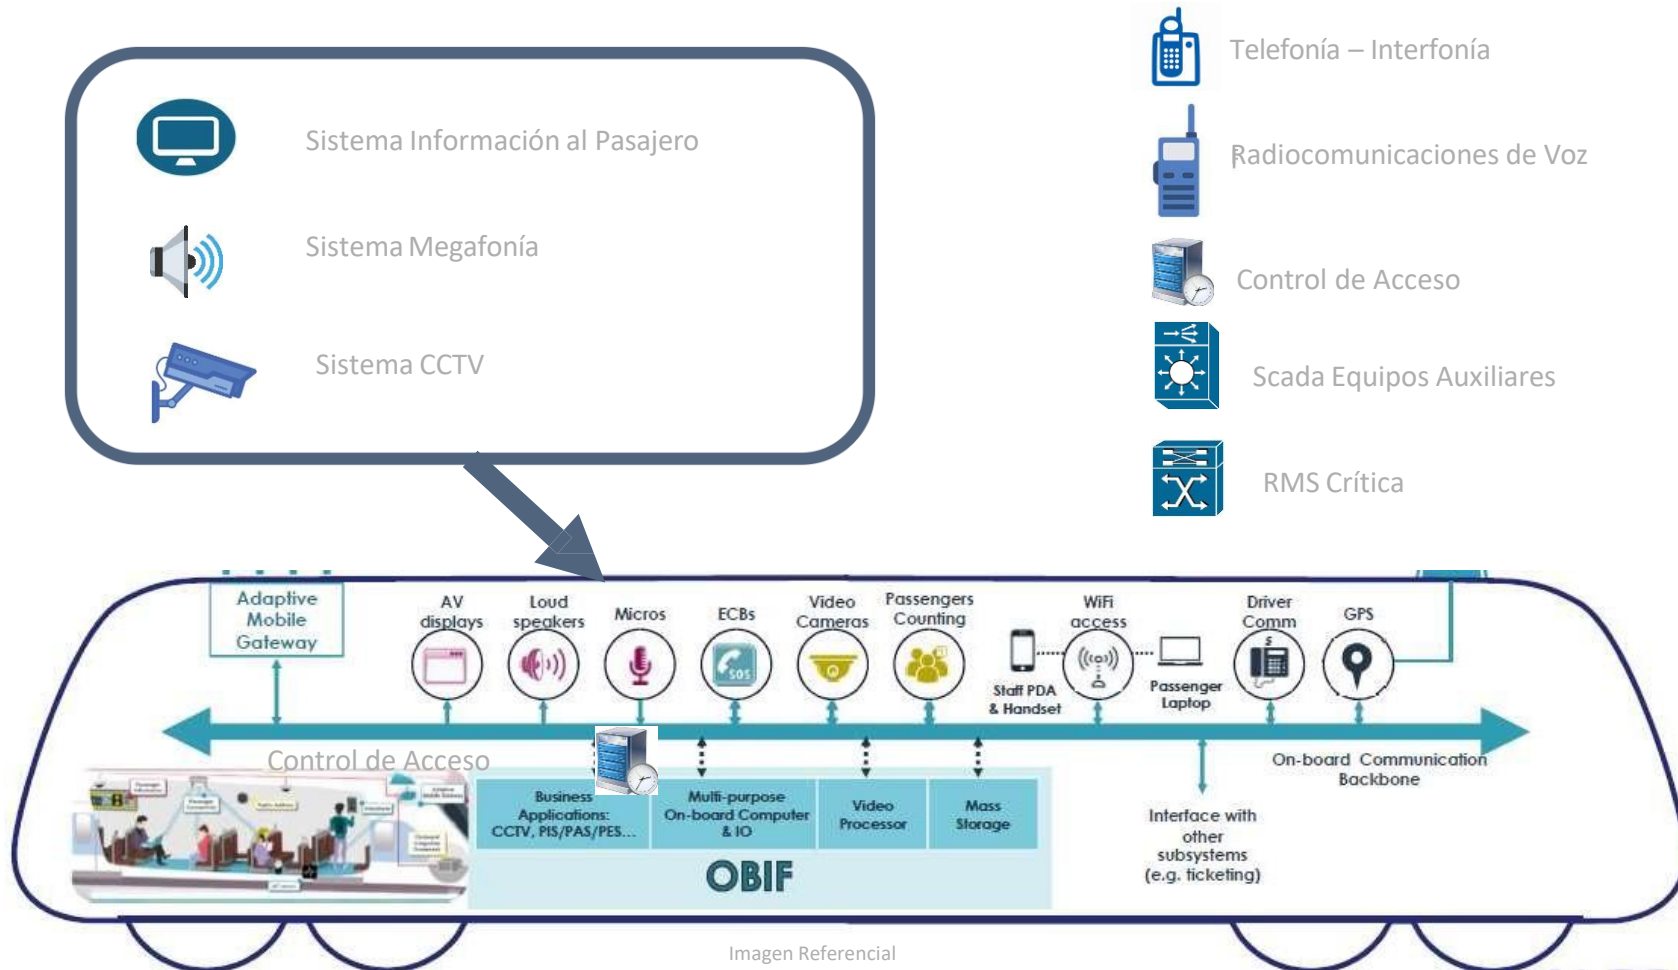 Sistema Información al Pasajero
Sistema Megafonía
Sistema CCTV
Telefonía – Interfonía
Radiocomunicaciones de Voz
Control de Acceso
Scada Equipos Auxiliares
RMS Crítica
Adaptive
Mobile
Gateway
AV
displays
Loud
speakers
Micros
ECBs
SOS
Video
Cameras
Passengers
Counting
Staff PDA
& Handset
WiFi
access
Passenger
Laptop
Driver
Comm
GPS
Control de Acceso
On-board Communication
Backbone
Business
Applications:
CCTV, PIS/PAS/PES...
Multi-purpose
On-board Computer
& IO
Video
Processor
Mass
Storage
OBIF
Interface with
other
subsystems
(e.g. ticketing)
Imagen Referencial